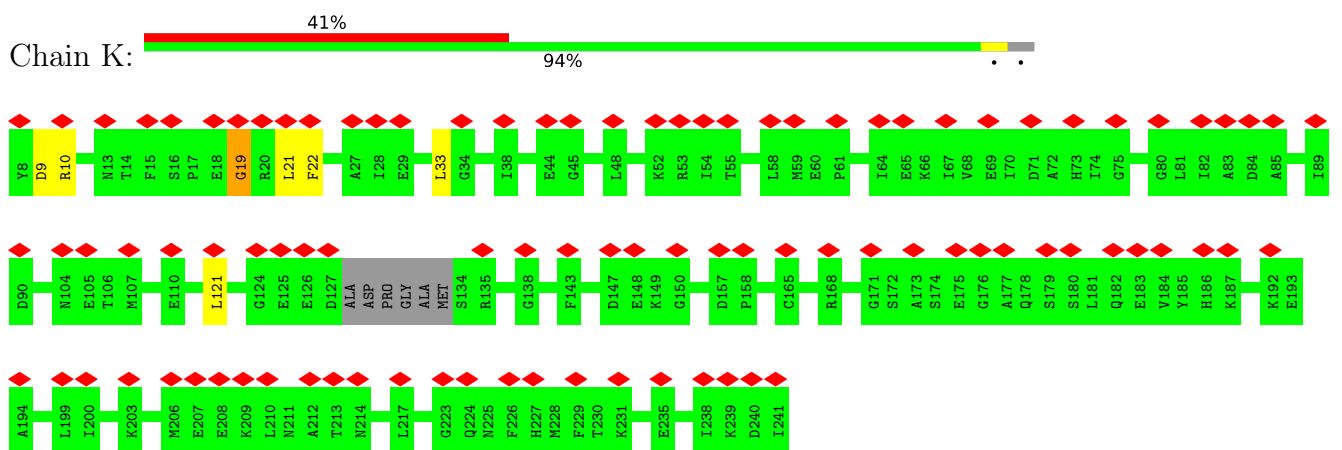 41%
Chain K:
94%
Y8 D9 R10 N13 T14 F15 S16 P17 E18 G19 R20 L21 F22 A27 I28 E29 L33 G34 I38 E44 G45 L48 K52 R53 I54 T55 L58 M59 E60 P61 I64 E65 K66 I67 V68 E69 I70 D71 A72 H73 I74 G75 G80 L81 I82 A83 D84 A85 I89
D90 N104 E105 T106 M107 E110 L121 G124 E125 E126 D127 ALA ASP PRO GLY ALA MET S134 R135 G138 F143 D147 E148 K149 G150 D157 P158 C165 R168 G171 S172 A173 S174 E175 G176 A177 Q178 S179 S180 L181 Q182 E183 V184 Y185 H186 K187 K192 E193
A194 L199 I200 K203 M206 E207 E208 K209 L210 N211 A212 T213 N214 L217 G223 Q224 N225 F226 H227 M228 F229 T230 K231 E235 I238 K239 D240 I241